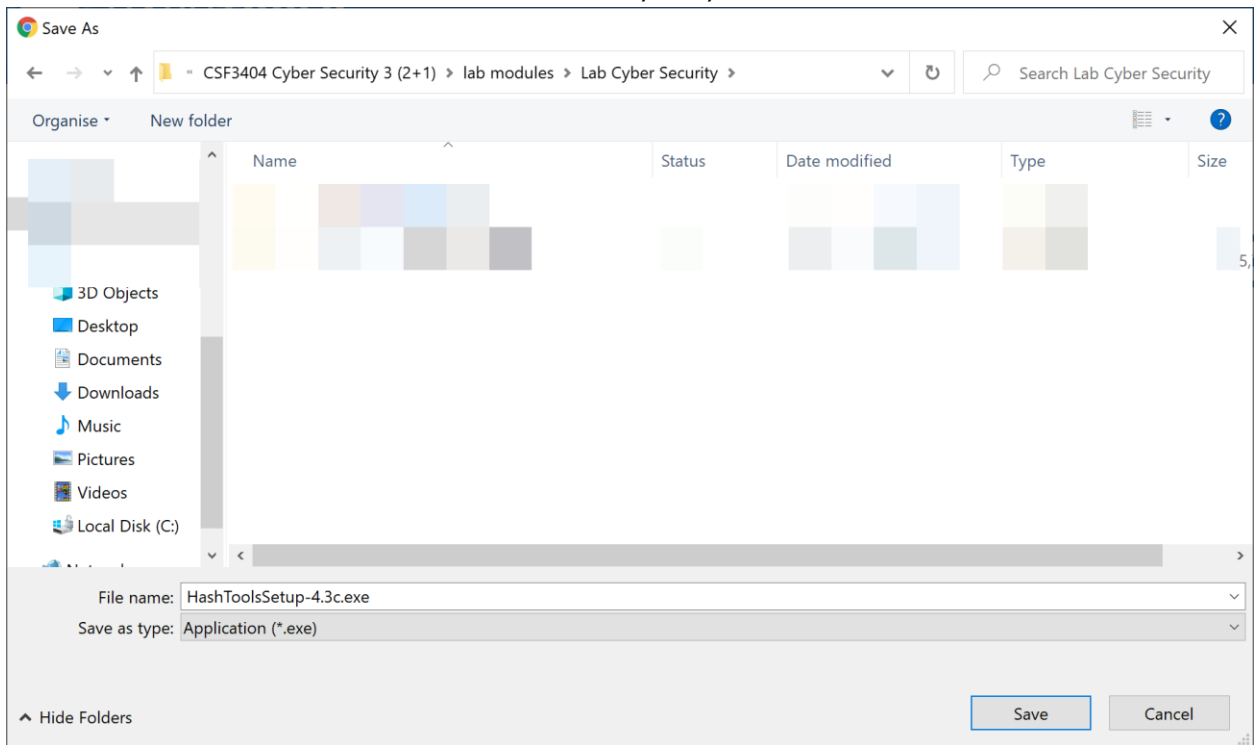 Save As
CSF3404 Cyber Security 3 (2+1) > lab modules > Lab Cyber Security >
Search Lab Cyber Security
Organise
New folder
?
Name
Status
Date modified
Type
Size
5,
3D Objects
Desktop
Documents
Downloads
Music
Pictures
Videos
Local Disk (C:)
File name: HashToolsSetup-4.3c.exe
Save as type: Application (*.exe)
Hide Folders
Save
Cancel